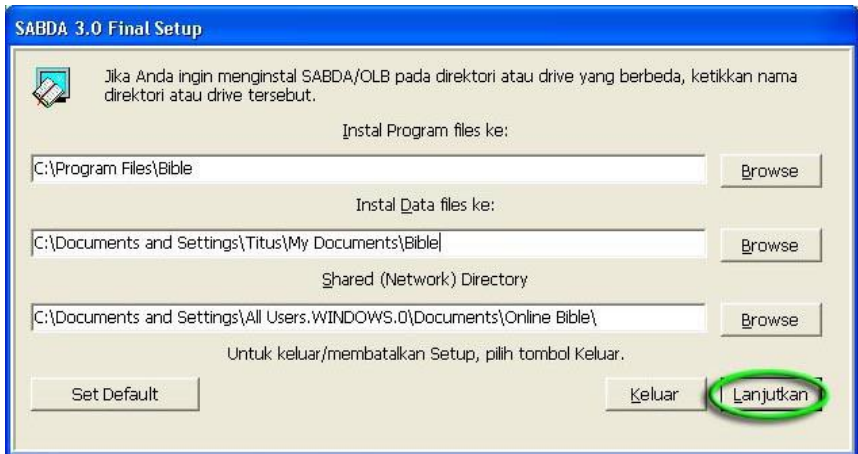 SABDA 3.0 Final Setup
Jika Anda ingin menginstal SABDA/OLB pada direktori atau drive yang berbeda, ketikkan nama
direktori atau drive tersebut.
Instal Program files ke:
C:\Program Files\Bible
Browse
Instal Data files ke:
C:\Documents and Settings\Titus\My Documents\Bible
Browse
Shared (Network) Directory
C:\Documents and Settings\All Users.WINDOWS.0\Documents\Online Bible\
Browse
Untuk keluar/membatalkan Setup, pilih tombol Keluar.
Set Default
Keluar
Lanjutkan